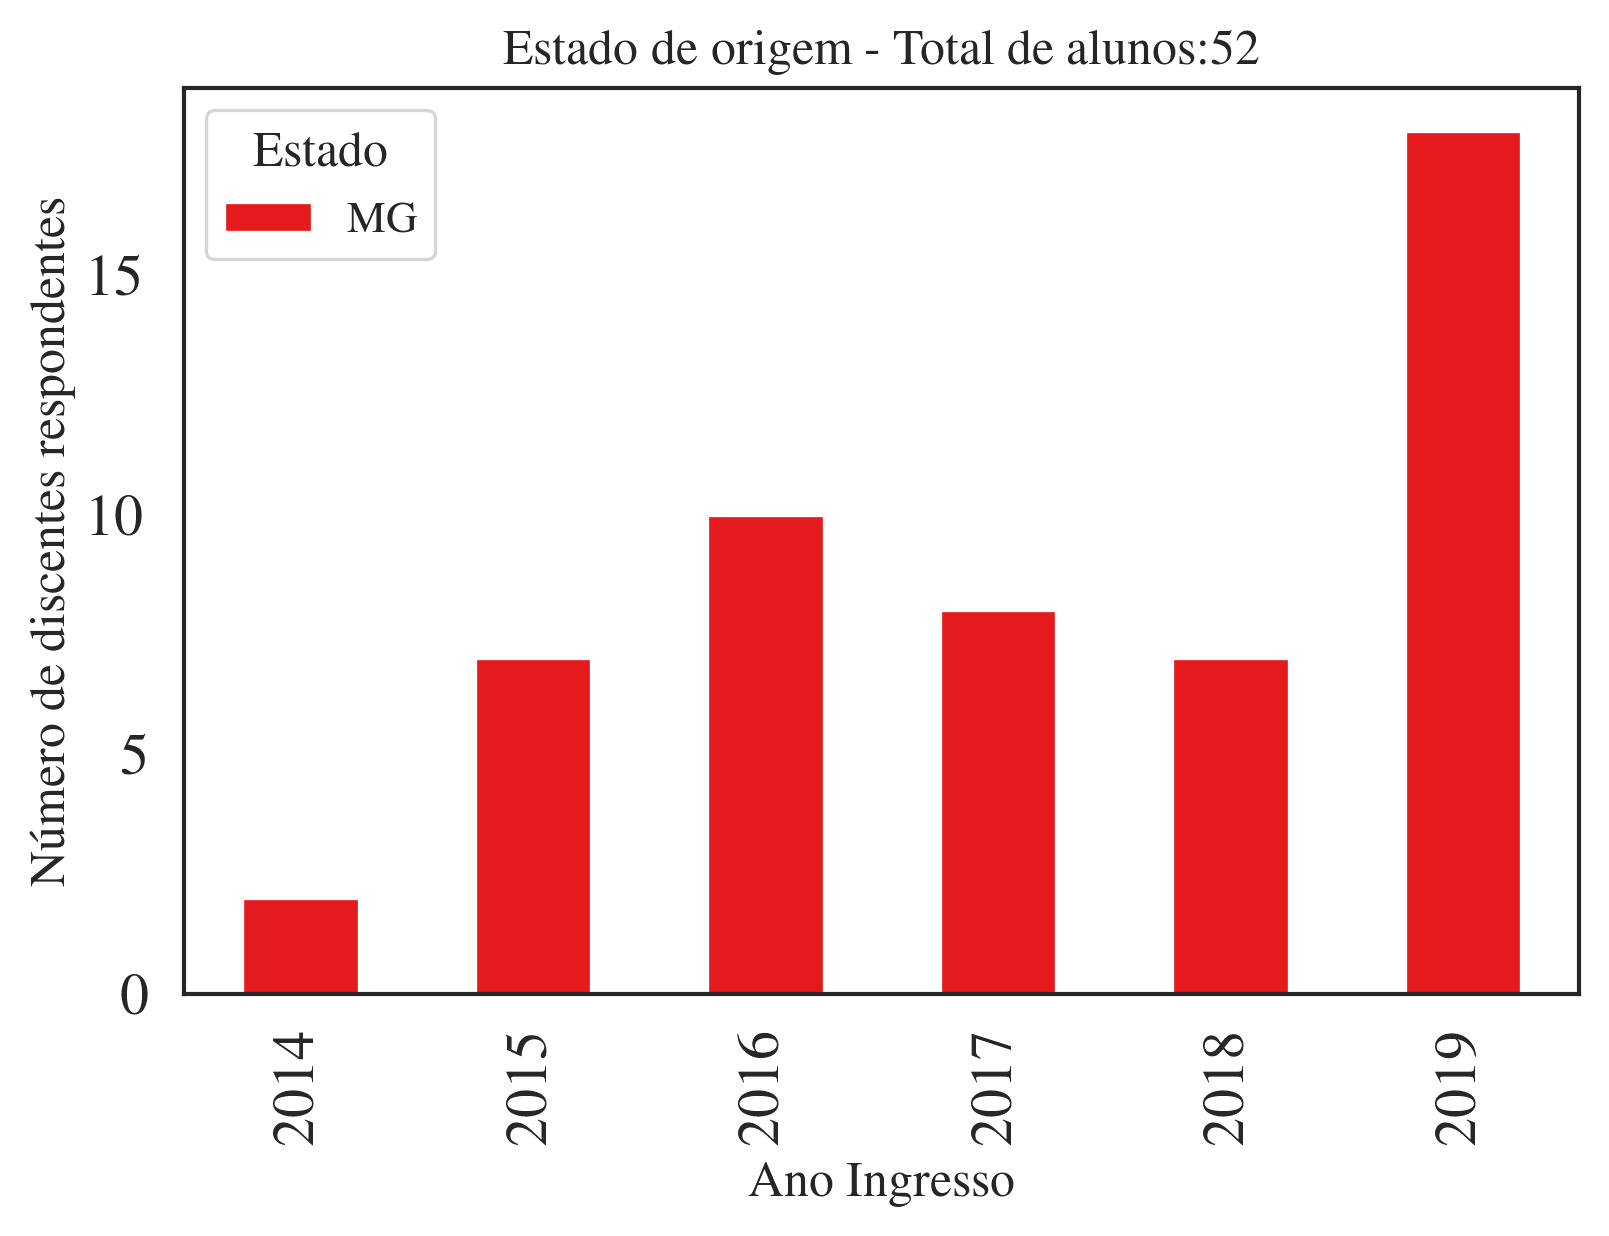 Estado de origem - Total de alunos:52
Estado
MG
Número de discentes respondentes
15
10
5
0
2014
2015
2016
2017
2018
2019
Ano Ingresso